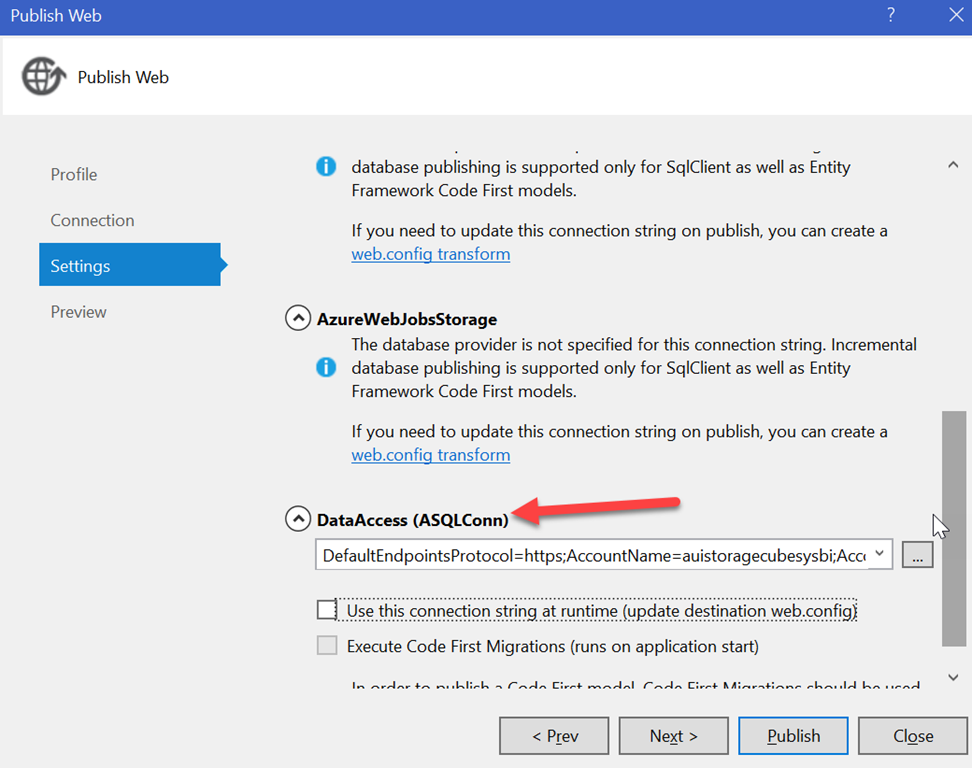 Publish Web
?
Publish Web
Profile
Connection
Settings
Preview
database publishing is supported only for SqlClient as well as Entity
Framework Code First models.
If you need to update this connection string on publish, you can create a
web.config transform
AzureWebJobsStorage
The database provider is not specified for this connection string. Incremental
database publishing is supported only for SqlClient as well as Entity
Framework Code First models.
If you need to update this connection string on publish, you can create a
web.config transform
DataAccess (ASQLConn)
DefaultEndpointsProtocol=https;AccountName=auistoragecubesysbi;Acc
...
Use this connection string at runtime (update destination web.config)
Execute Code First Migrations (runs on application start)
In order to publish a Code First model, Code First Migrations should be used
< Prev
Next >
Publish
Close